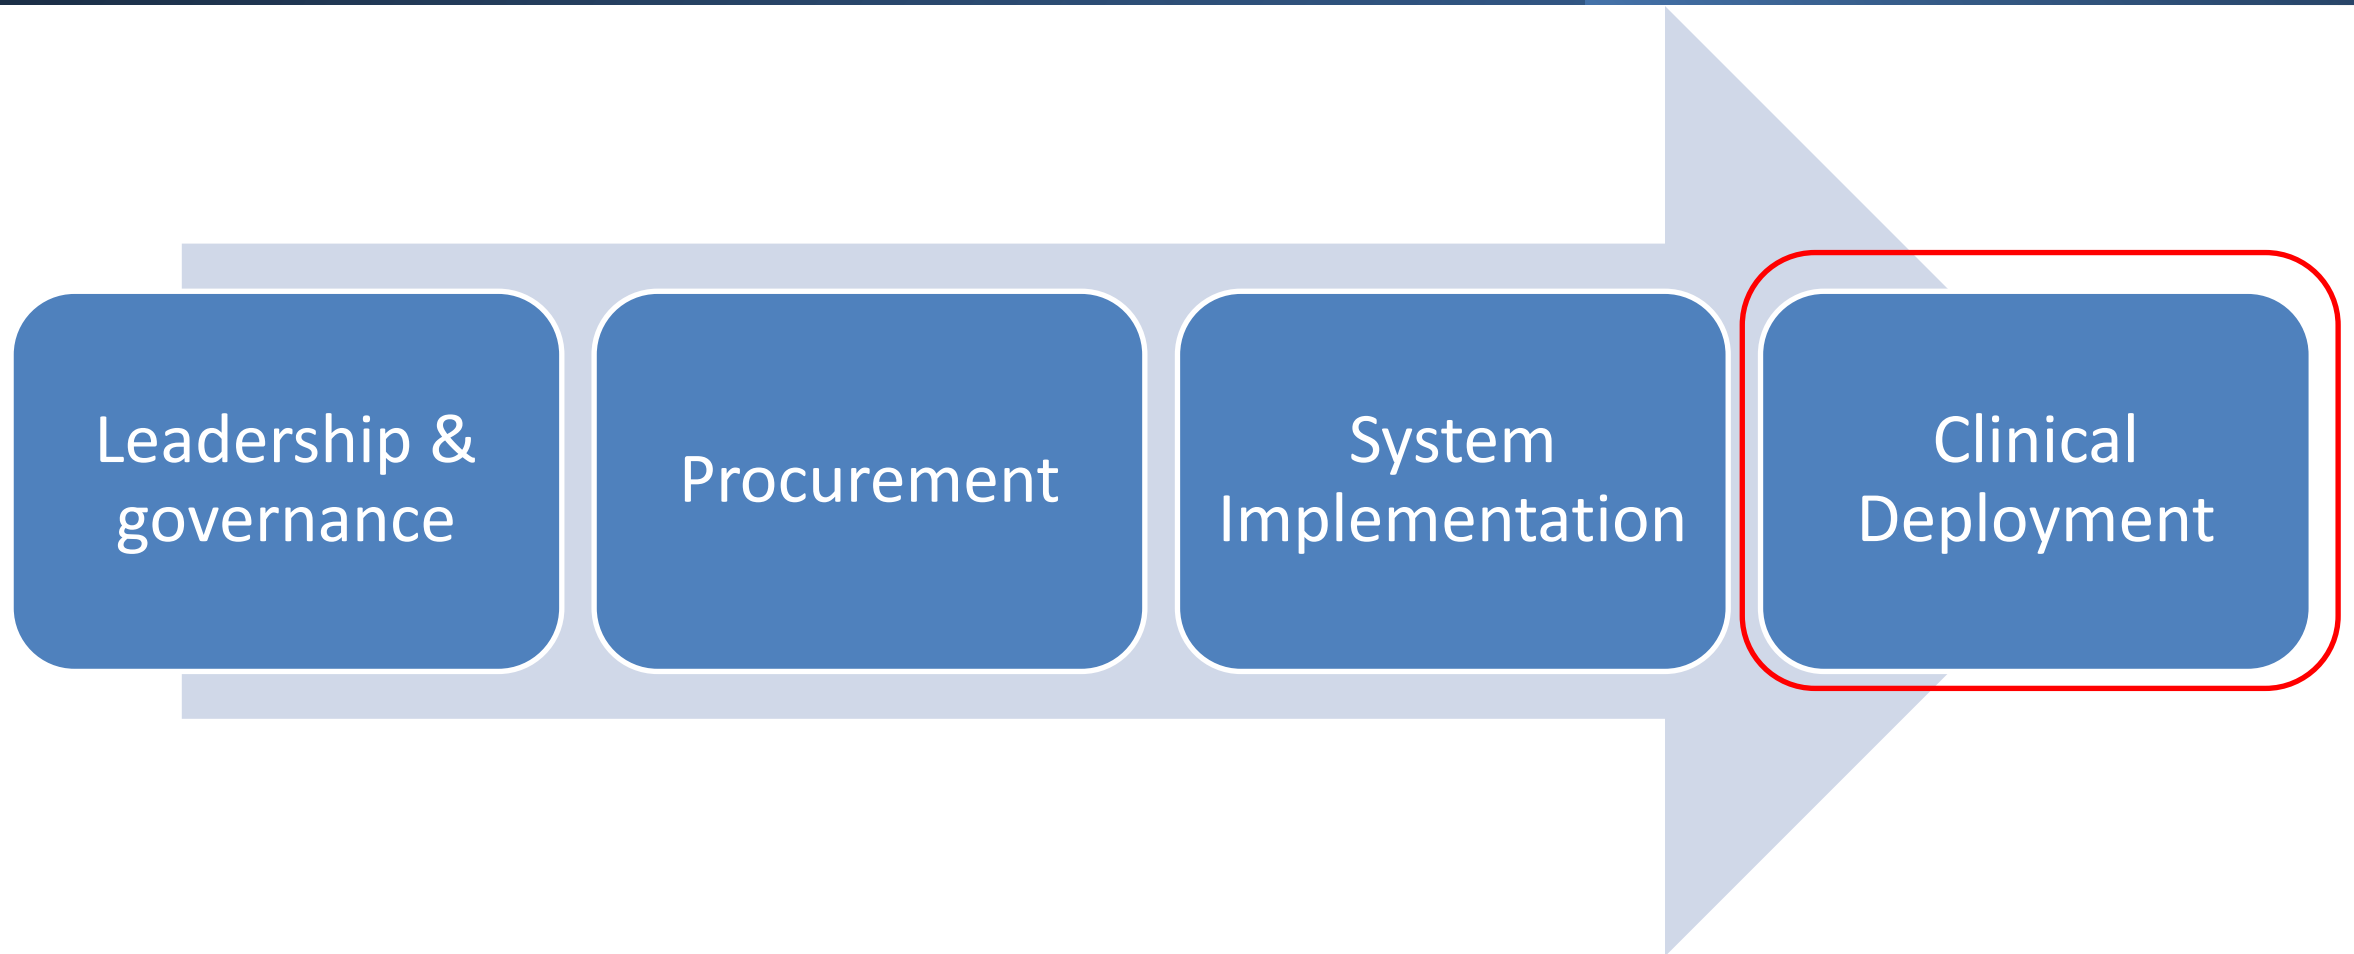 Leadership &
governance
Procurement
System
Implementation
Clinical
Deployment